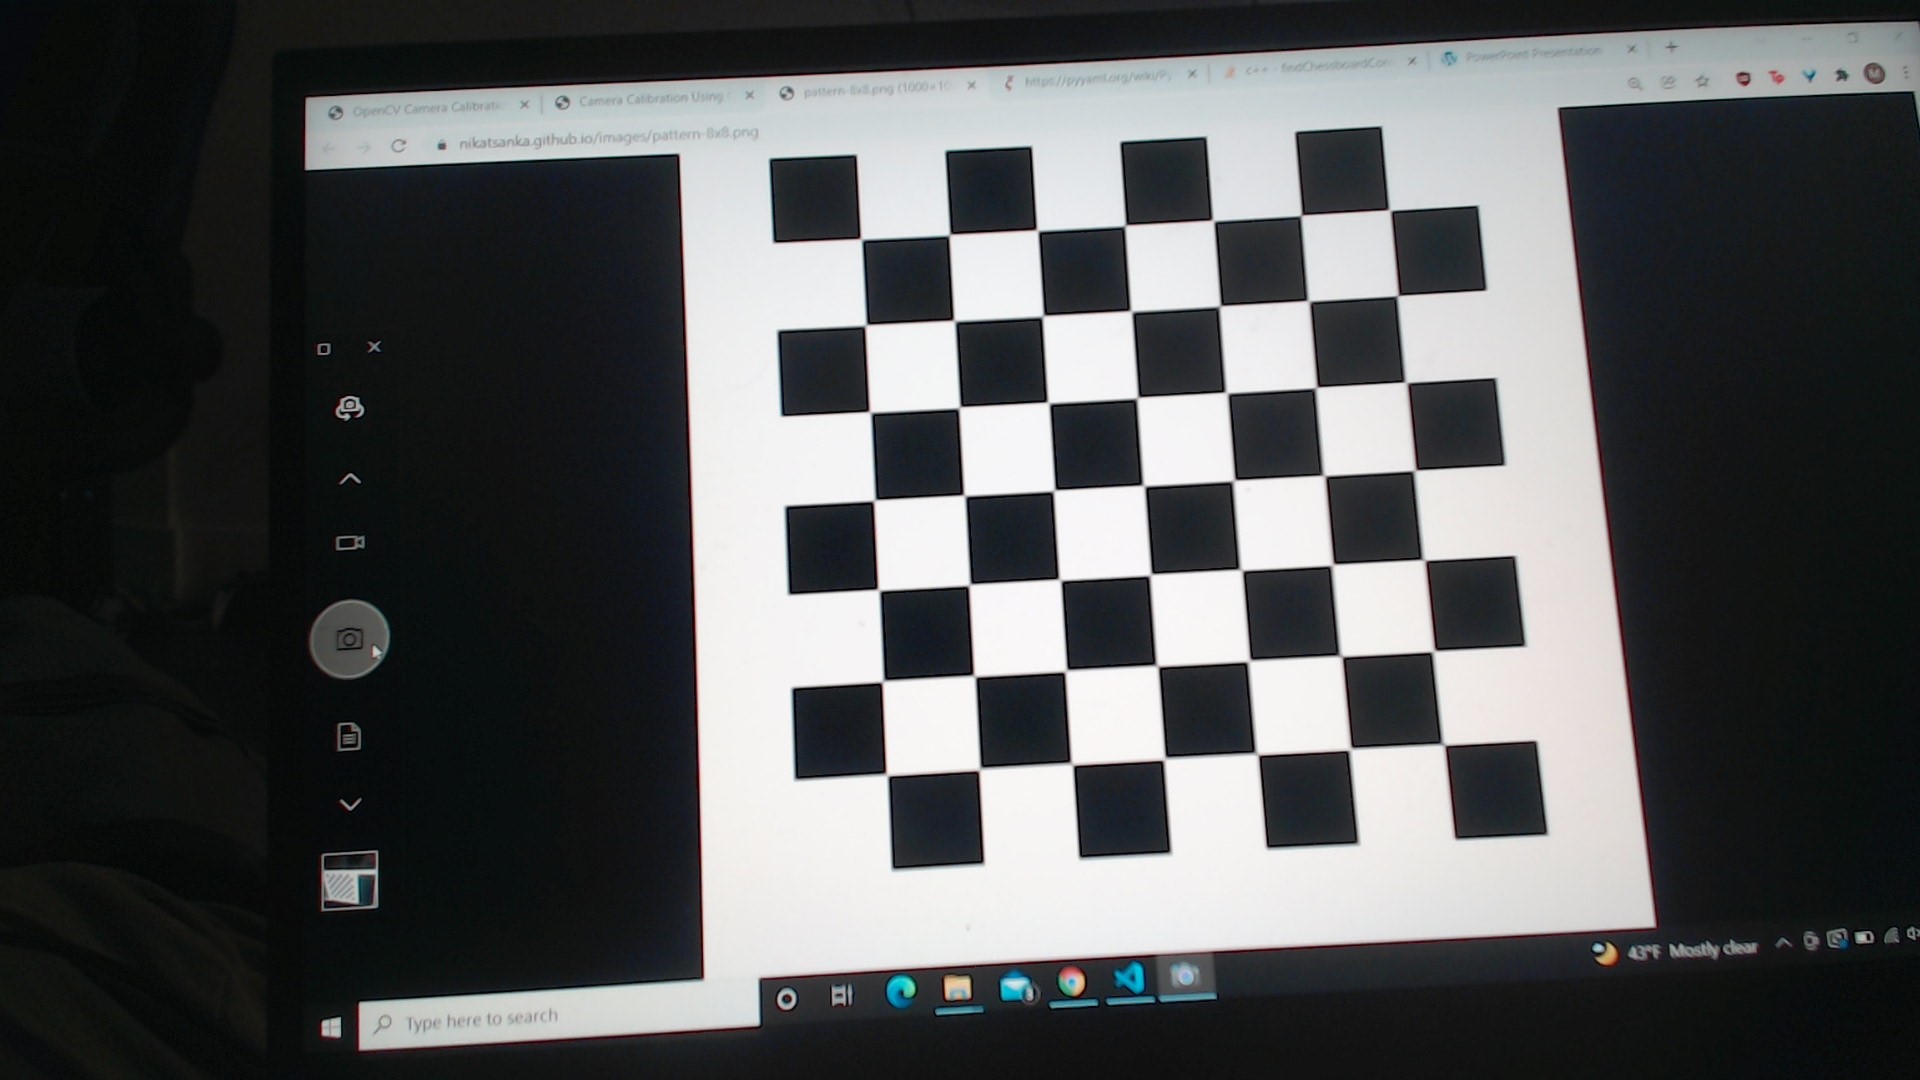 OpenCV Camera Calibratio
Camera Calibration Using
pattern-8x8.png (1000×10
https://pyyaml.org/wiki/Py
c++ - findChessboardCor
PowerPoint Presentation
nikatsanka.github.io/images/pattern-8x8.png
M
Type here to search
43°F Mostly clear